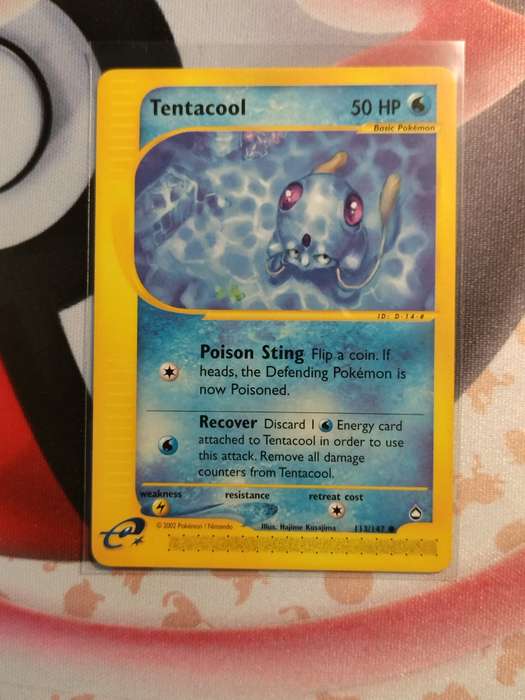 Tentacool 50 HP
Basic Pokémon
ID: D-14-#
Poison Sting Flip a coin. If
heads, the Defending Pokémon is
now Poisoned.
Recover Discard 1 Energy card
attached to Tentacool in order to use
this attack. Remove all damage
counters from Tentacool.
weakness resistance retreat cost
e © 2002 Pokémon / Nintendo Illus. Hajime Kusajima 113/147